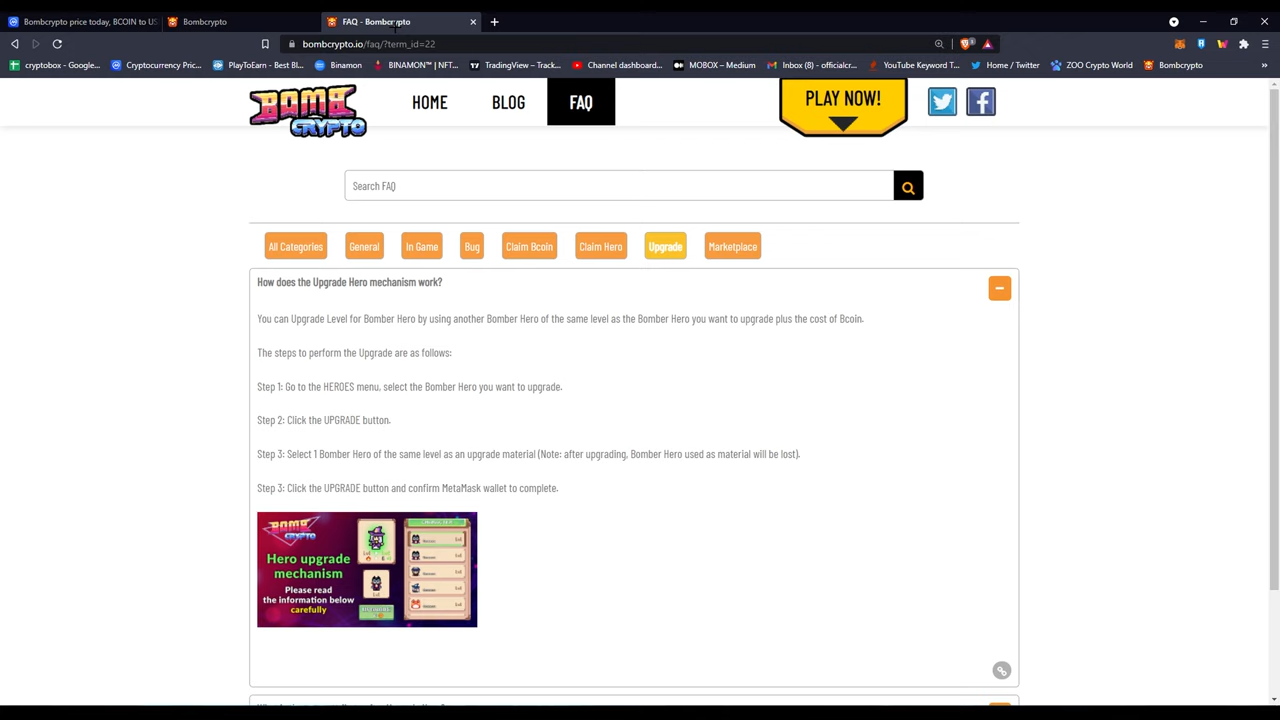 Bombcrypto price today, BCOIN to US
Bombcrypto
FAQ - Bombcrypto
bombcrypto.io/faq/?term_id=22
cryptobox - Google...
Cryptocurrency Pric...
PlayToEarn - Best Bl...
Binamon
BINAMON™ | NFT...
TradingView – Track...
Channel dashboard...
MOBOX – Medium
Inbox (8) - officialcr...
YouTube Keyword T...
Home / Twitter
ZOO Crypto World
Bombcrypto
BOMB
CRYPTO
HOME
BLOG
FAQ
PLAY NOW!
Search FAQ
All Categories
General
In Game
Bug
Claim Bcoin
Claim Hero
Upgrade
Marketplace
How does the Upgrade Hero mechanism work?
You can Upgrade Level for Bomber Hero by using another Bomber Hero of the same level as the Bomber Hero you want to upgrade plus the cost of Bcoin.
The steps to perform the Upgrade are as follows:
Step 1: Go to the HEROES menu, select the Bomber Hero you want to upgrade.
Step 2: Click the UPGRADE button.
Step 3: Select 1 Bomber Hero of the same level as an upgrade material (Note: after upgrading, Bomber Hero used as material will be lost).
Step 3: Click the UPGRADE button and confirm MetaMask wallet to complete.
BOMB
CRYPTO
Hero upgrade
mechanism
Please read
the information below
carefully